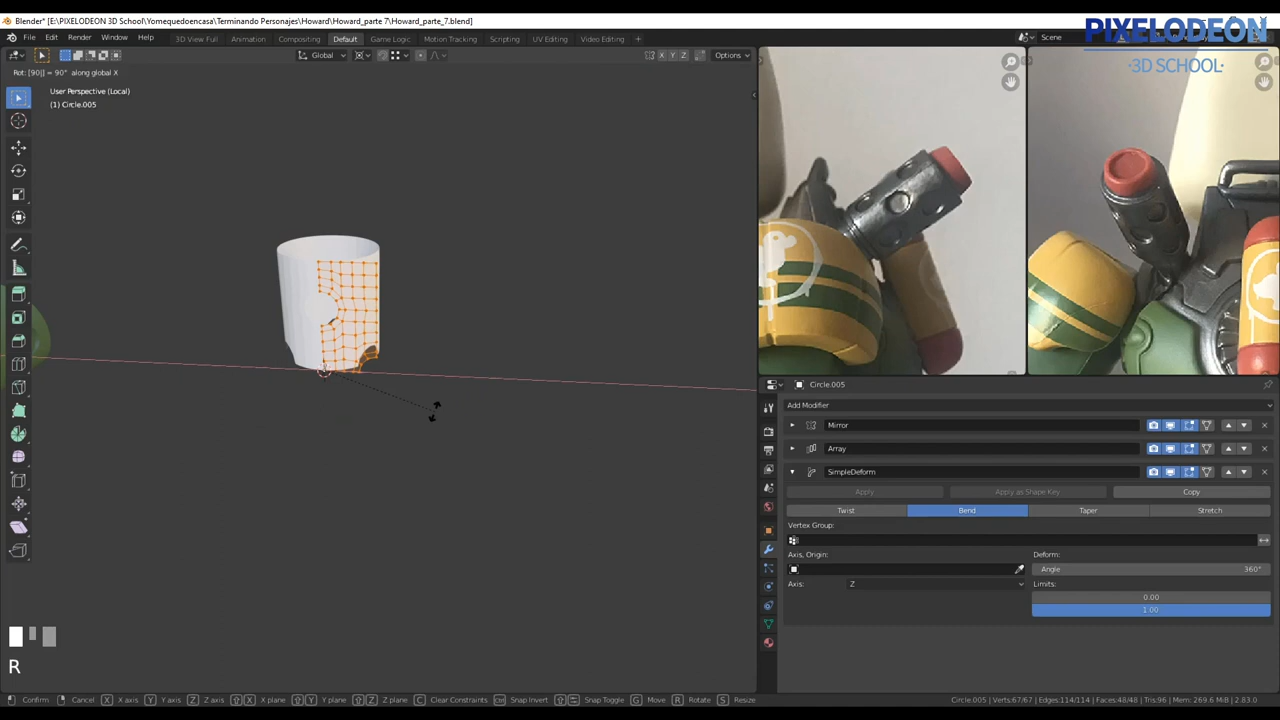 Blender* [E:\PIXELODEON 3D School\Yomequedoencasa\Terminando Personajes\Howard\Howard_parte 7\Howard_parte_7.blend]
PIXELODEON
·3D SCHOOL·
File Edit Render Window Help 3D View Full Animation Compositing Default Game Logic Motion Tracking Scripting UV Editing Video Editing + Scene
Global X Y Z Options
Rot: [90|] = 90° along global X
User Perspective (Local)
(1) Circle.005
Circle.005
Add Modifier
Mirror
Array
SimpleDeform
Apply Apply as Shape Key Copy
Twist Bend Taper Stretch
Vertex Group:
Axis, Origin: Deform:
Angle 360°
Axis: Z Limits:
0.00
1.00
R
Confirm Cancel X X axis Y Y axis Z Z axis X X plane Y Y plane Z Z plane C Clear Constraints Snap Invert Snap Toggle G Move R Rotate S Resize Circle.005 | Verts:67/67 | Edges:114/114 | Faces:48/48 | Tris:96 | Mem: 269.6 MiB | 2.83.0